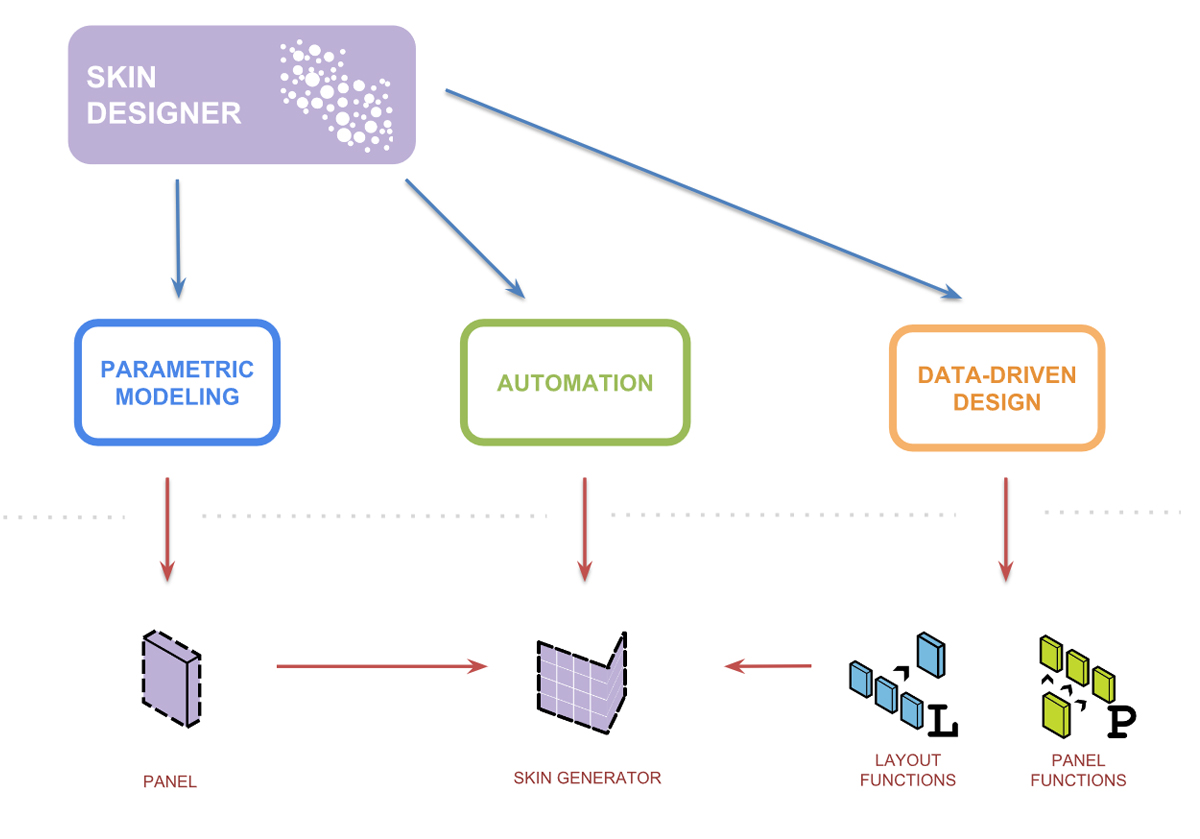 SKIN
DESIGNER
PARAMETRIC
MODELING
AUTOMATION
DATA-DRIVEN
DESIGN
L
P
PANEL
SKIN GENERATOR
LAYOUT
FUNCTIONS
PANEL
FUNCTIONS